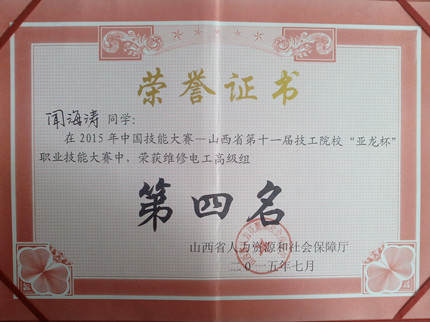 荣誉证书
闻海涛 同学：
在 2015 年中国技能大赛—山西省第十一届技工院校“亚龙杯”
职业技能大赛中，荣获维修电工高级组
第四名
山西省人力资源和社会保障厅
二〇一五年七月